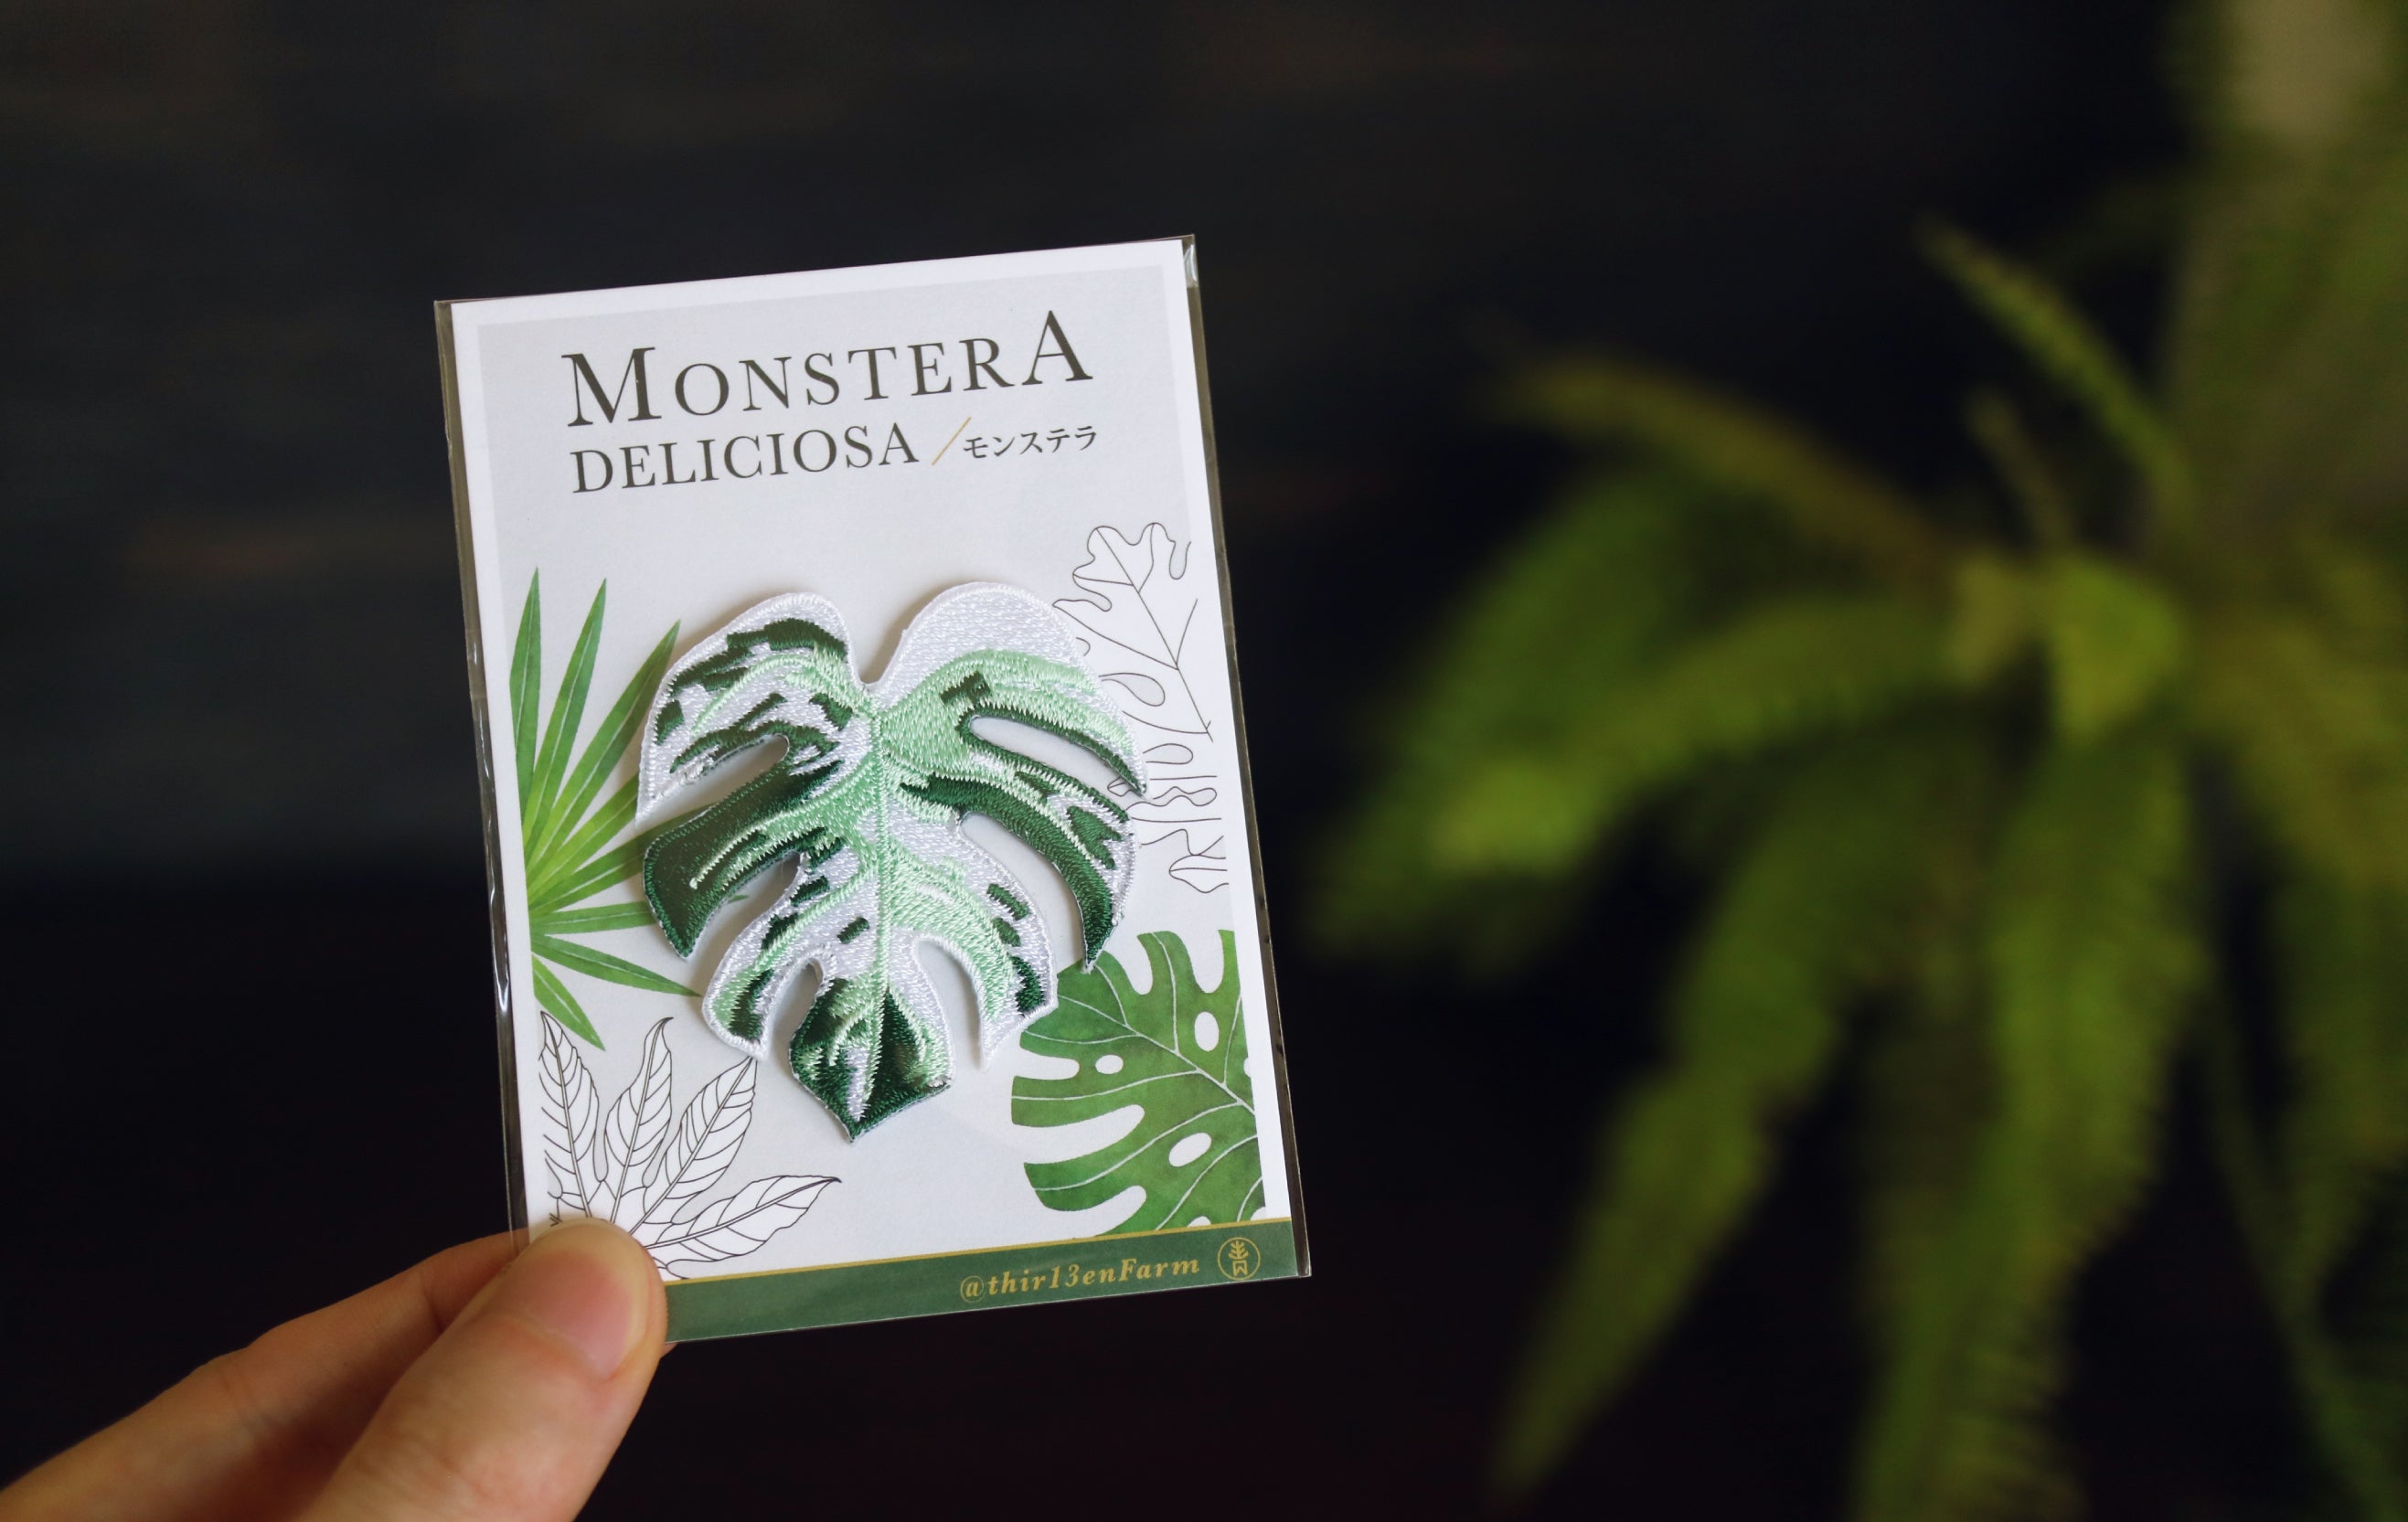 MONSTERA
DELICIOSA / モンステラ
@thir13enFarm